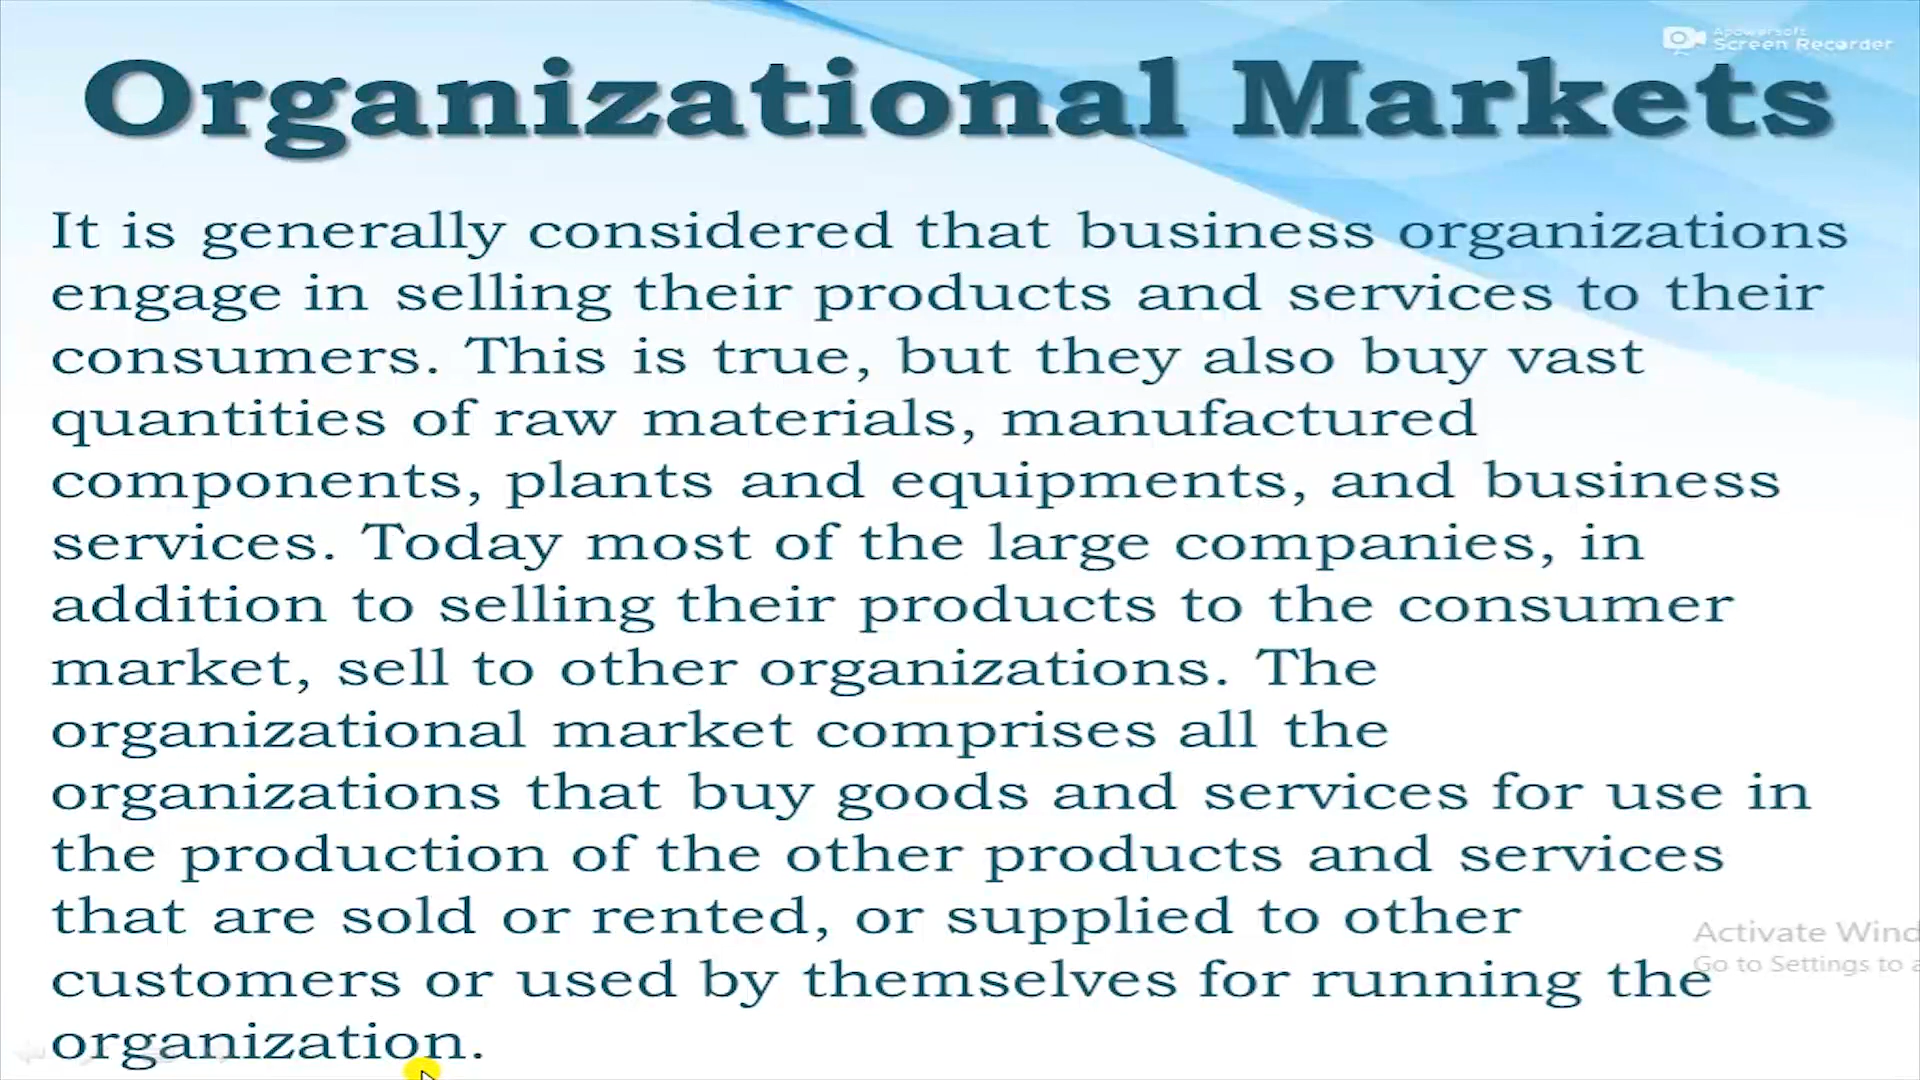 Apowersoft
Screen Recorder
Organizational Markets
It is generally considered that business organizations
engage in selling their products and services to their
consumers. This is true, but they also buy vast
quantities of raw materials, manufactured
components, plants and equipments, and business
services. Today most of the large companies, in
addition to selling their products to the consumer
market, sell to other organizations. The
organizational market comprises all the
organizations that buy goods and services for use in
the production of the other products and services
that are sold or rented, or supplied to other
customers or used by themselves for running the
organization.
Activate Wind
Go to Settings to a